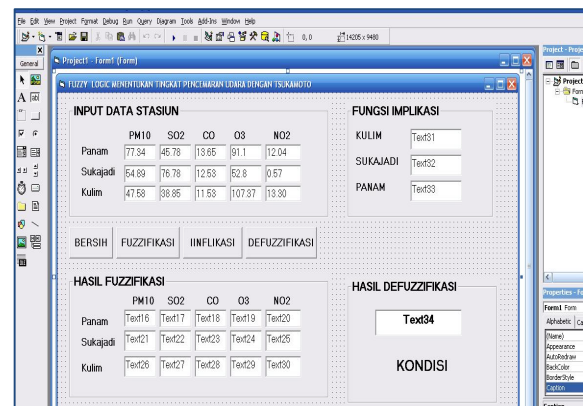 File Edit View Project Format Debug Run Query Diagram Tools Add-Ins Window Help
0, 0
14205 x 9480
General
Project1 - Form1 (Form)
Project - Proje
FUZZY LOGIC MENENTUKAN TINGKAT PENCEMARAN UDARA DENGAN TSUKAMOTO
Project
Form
INPUT DATA STASIUN
PM10 SO2 CO O3 NO2
Panam 77.34 45.78 13.65 91.1 12.04
Sukajadi 54.89 76.78 12.53 52.8 0.57
Kulim 47.58 38.85 11.53 107.37 13.30
FUNGSI IMPLIKASI
KULIM Text31
SUKAJADI Text32
PANAM Text33
BERSIH FUZZIFIKASI IINFLIKASI DEFUZZIFIKASI
HASIL FUZZIFIKASI
PM10 SO2 CO O3 NO2
Panam Text16 Text17 Text18 Text19 Text20
Sukajadi Text21 Text22 Text23 Text24 Text25
Kulim Text26 Text27 Text28 Text29 Text30
HASIL DEFUZZIFIKASI
Text34
KONDISI
Properties - Fo
Form1 Form
Alphabetic Ca
(Name)
Appearance
AutoRedraw
BackColor
BorderStyle
Caption